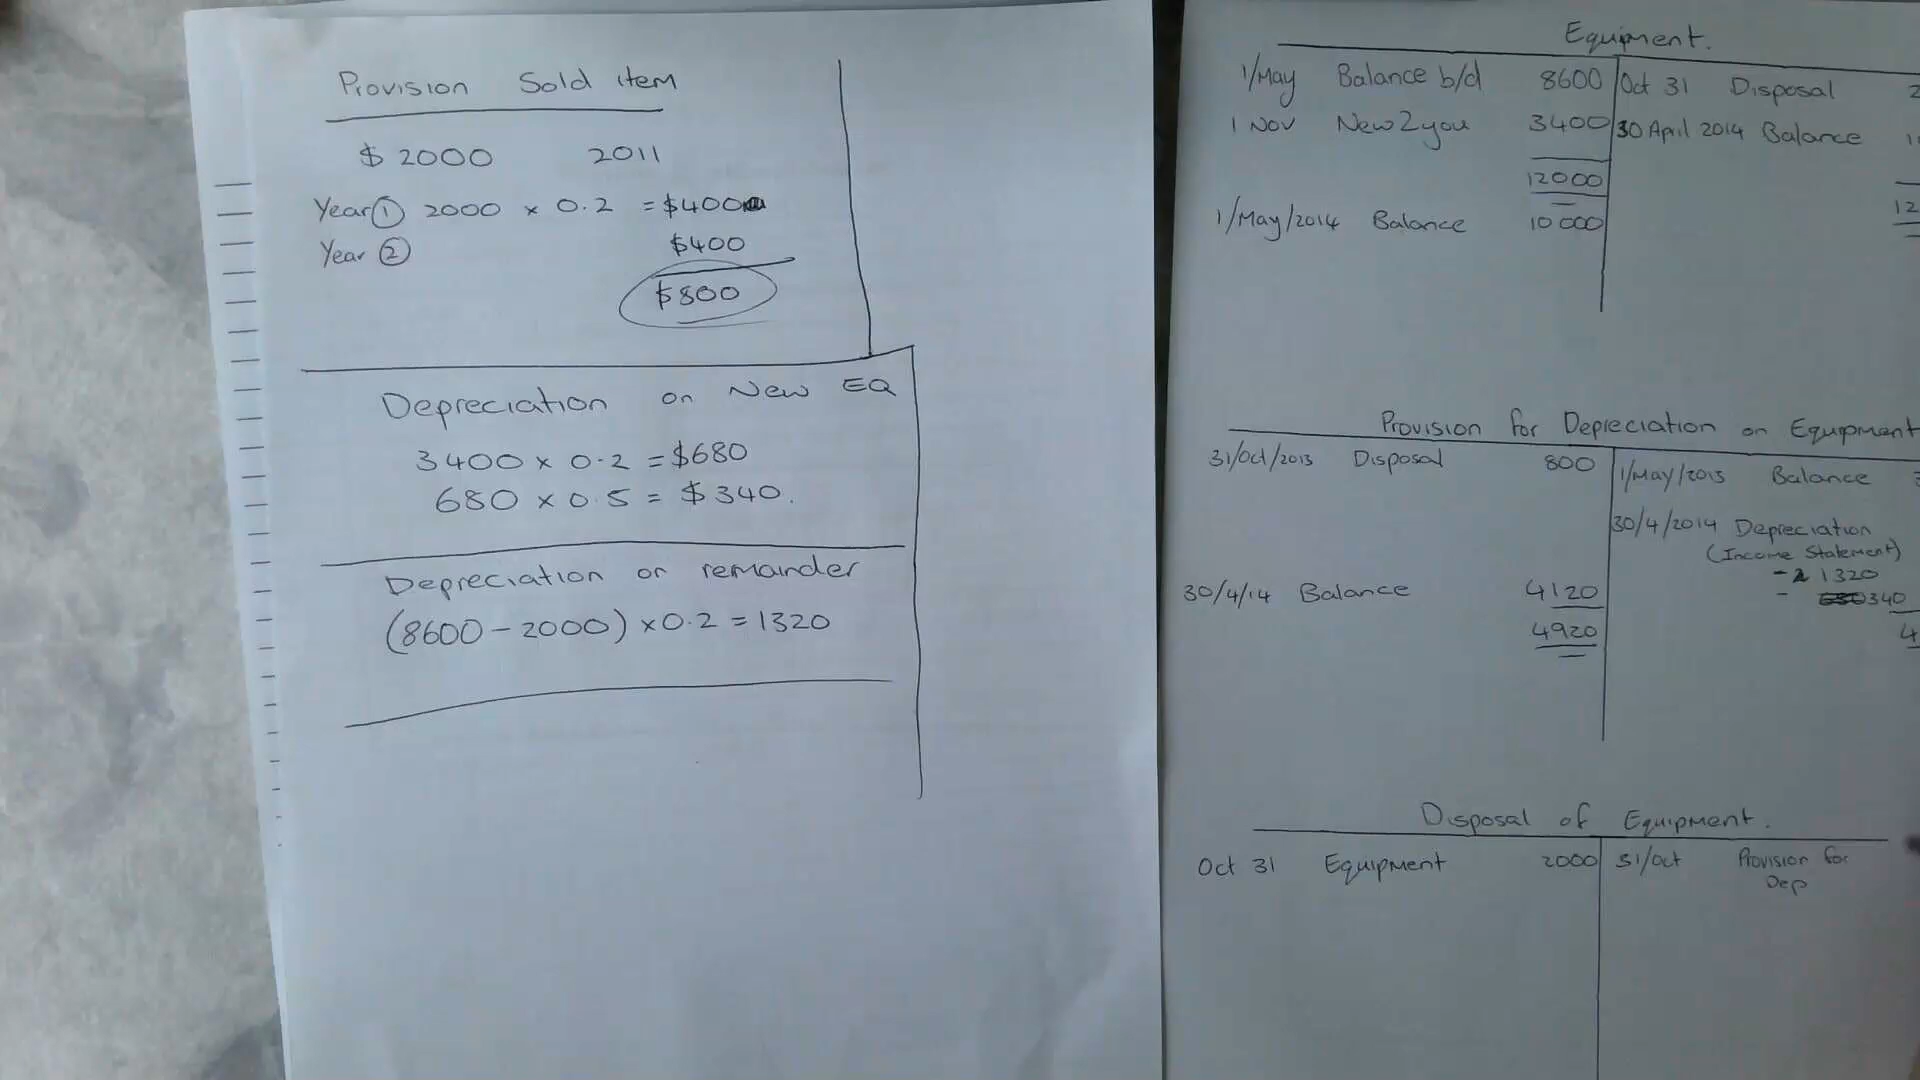 Provision Sold item
$ 2000 2011
Year ① 2000 × 0.2 = $400
Year ② $400
$800
Depreciation on New EQ
3400 × 0.2 = $680
680 × 0.5 = $340.
Depreciation on remainder
(8600 - 2000) × 0.2 = 1320
Equipment.
1/May Balance b/d 8600 Oct 31 Disposal 2
1 Nov New2you 3400 30 April 2014 Balance 1
12000 12
1/May/2014 Balance 10 000
Provision for Depreciation on Equipment
31/Oct/2013 Disposal 800 1/May/2013 Balance
30/4/2014 Depreciation
(Income Statement)
- 1320
30/4/14 Balance 4120 - 340
4920 4
Disposal of Equipment.
Oct 31 Equipment 2000 31/Oct Provision for
Dep